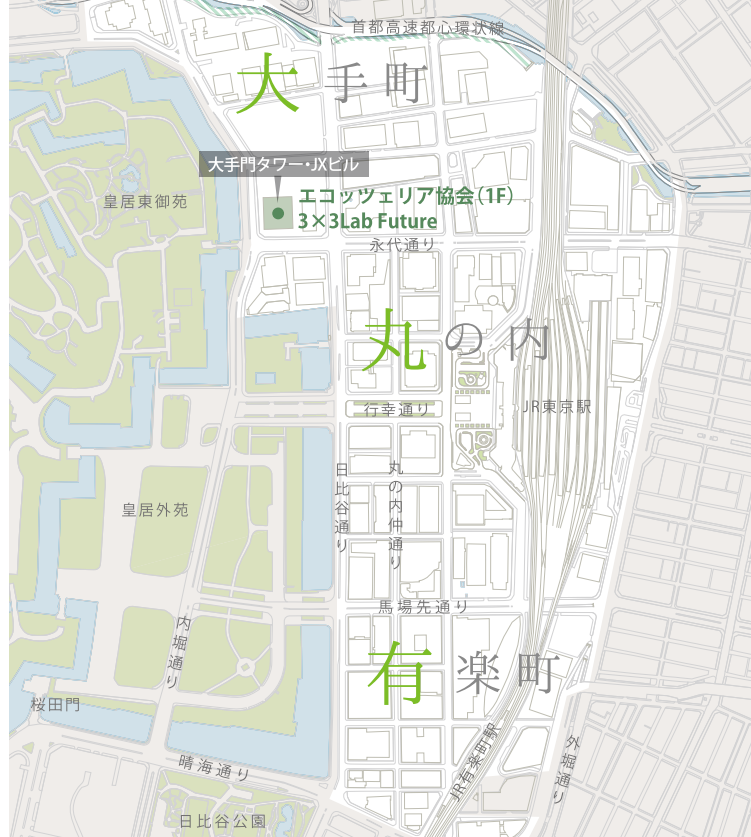 首都高速都心環状線
大手町
大手門タワー・JXビル
皇居東御苑
エコッツェリア協会（1F）
3×3Lab Future
永代通り
丸の内
行幸通り
JR東京駅
日比谷通り
丸の内仲通り
皇居外苑
馬場先通り
内堀通り
有楽町
桜田門
JR有楽町駅
外堀通り
晴海通り
日比谷公園